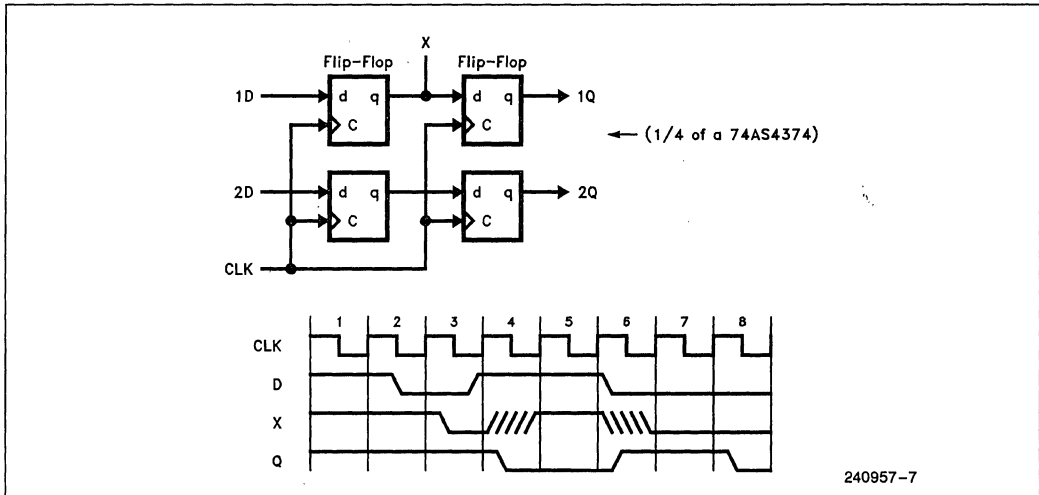 X
Flip-Flop Flip-Flop
1D d q d q 1Q
C C
(1/4 of a 74AS4374)
2D d q d q 2Q
C C
CLK
1 2 3 4 5 6 7 8
CLK
D
X
Q
240957-7